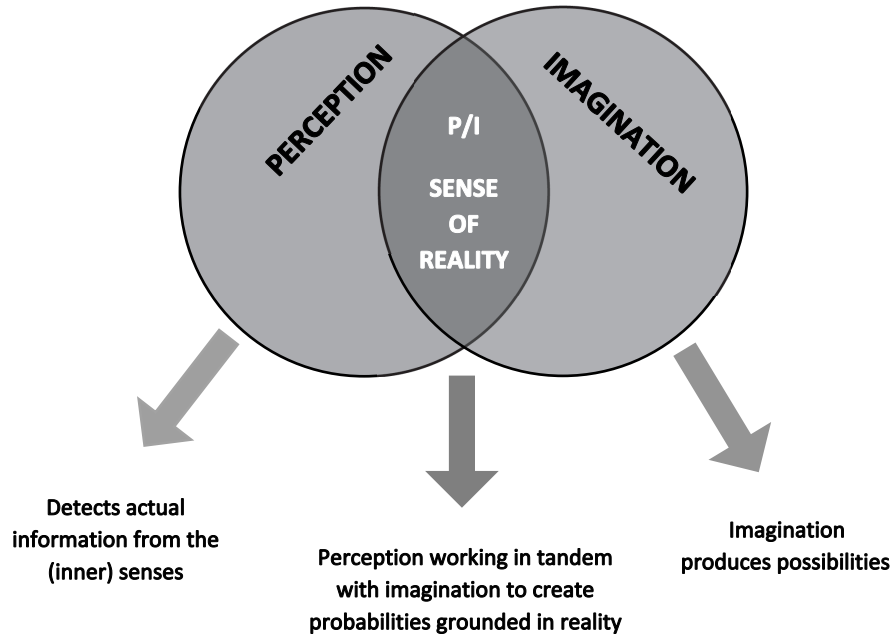 PERCEPTION
IMAGINATION
P/I
SENSE
OF
REALITY
Detects actual
information from the
(inner) senses
Perception working in tandem
with imagination to create
probabilities grounded in reality
Imagination
produces possibilities